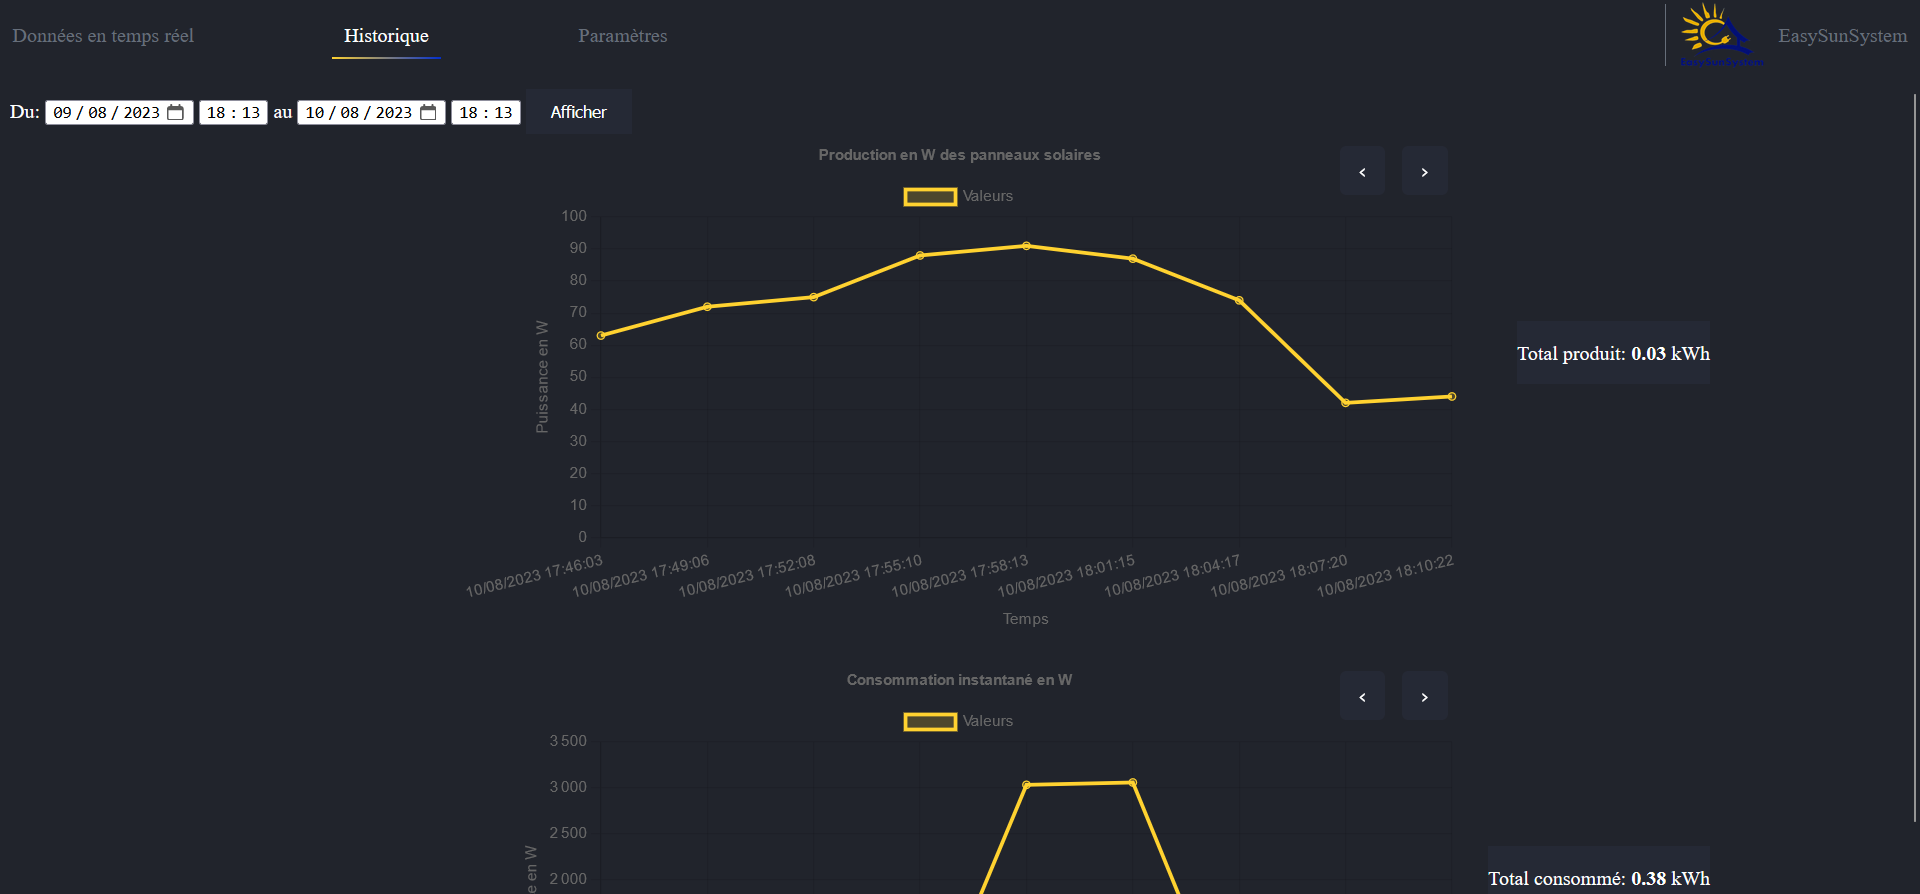 Données en temps réel
Historique
Paramètres
EasySunSystem
EasySunSystem
Du: 09/08/2023 18:13 au 10/08/2023 18:13 Afficher
Production en W des panneaux solaires
< >
Valeurs
100
90
80
70
60
50
40
30
20
10
0
Puissance en W
10/08/2023 17:46:03
10/08/2023 17:49:06
10/08/2023 17:52:08
10/08/2023 17:55:10
10/08/2023 17:58:13
10/08/2023 18:01:15
10/08/2023 18:04:17
10/08/2023 18:07:20
10/08/2023 18:10:22
Temps
Total produit: 0.03 kWh
Consommation instantané en W
< >
Valeurs
3 500
3 000
2 500
2 000
e en W
Total consommé: 0.38 kWh